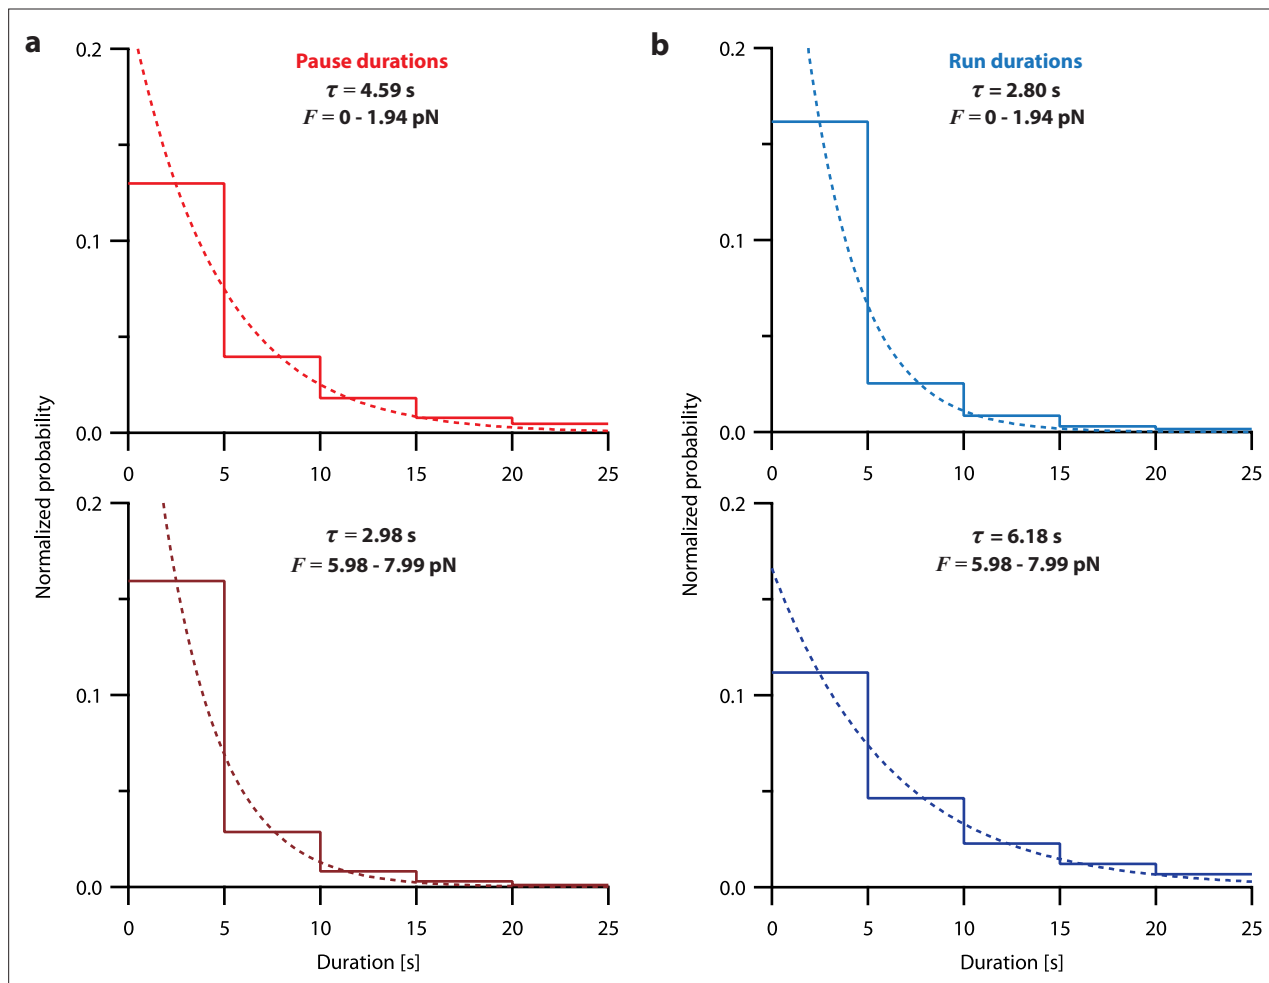 a
Pause durations
τ = 4.59 s
F = 0 - 1.94 pN
0.2
0.1
0.0
0 5 10 15 20 25
τ = 2.98 s
F = 5.98 - 7.99 pN
0.2
0.1
0.0
0 5 10 15 20 25
Normalized probability
Duration [s]
b
Run durations
τ = 2.80 s
F = 0 - 1.94 pN
0.2
0.1
0.0
0 5 10 15 20 25
τ = 6.18 s
F = 5.98 - 7.99 pN
0.2
0.1
0.0
0 5 10 15 20 25
Normalized probability
Duration [s]